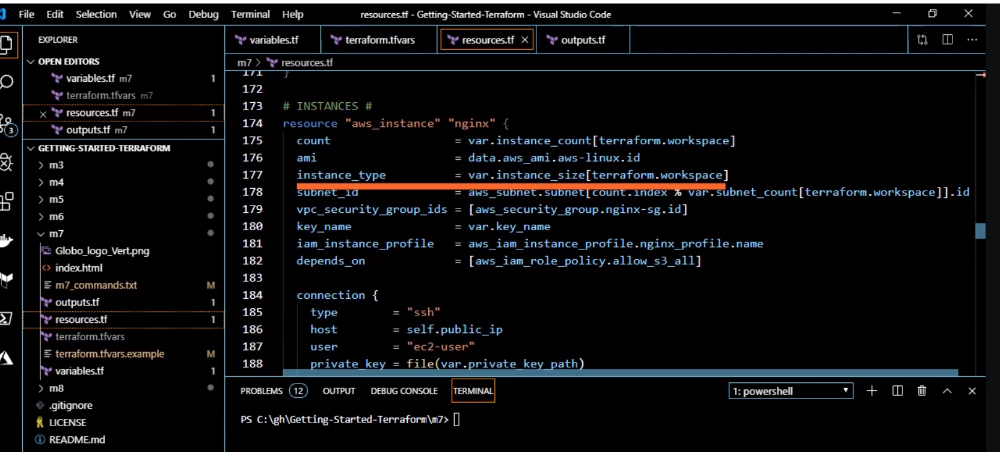 File Edit Selection View Go Debug Terminal Help resources.tf - Getting-Started-Terraform - Visual Studio Code
EXPLORER
OPEN EDITORS
variables.tf m7 1
terraform.tfvars m7
resources.tf m7 1
outputs.tf m7 1
GETTING-STARTED-TERRAFORM
m3
m4
m5
m6
m7
Globo_logo_Vert.png
index.html
m7_commands.txt M
outputs.tf 1
resources.tf 1
terraform.tfvars
terraform.tfvars.example M
variables.tf 1
m8
.gitignore
LICENSE
README.md
3
variables.tf terraform.tfvars resources.tf outputs.tf
m7 > resources.tf
171 }
172
173 # INSTANCES #
174 resource "aws_instance" "nginx" {
175 count = var.instance_count[terraform.workspace]
176 ami = data.aws_ami.aws-linux.id
177 instance_type = var.instance_size[terraform.workspace]
178 subnet_id = aws_subnet.subnet[count.index % var.subnet_count[terraform.workspace]].id
179 vpc_security_group_ids = [aws_security_group.nginx-sg.id]
180 key_name = var.key_name
181 iam_instance_profile = aws_iam_instance_profile.nginx_profile.name
182 depends_on = [aws_iam_role_policy.allow_s3_all]
183
184 connection {
185 type = "ssh"
186 host = self.public_ip
187 user = "ec2-user"
188 private_key = file(var.private_key_path)
PROBLEMS 12 OUTPUT DEBUG CONSOLE TERMINAL 1: powershell
PS C:\gh\Getting-Started-Terraform\m7>